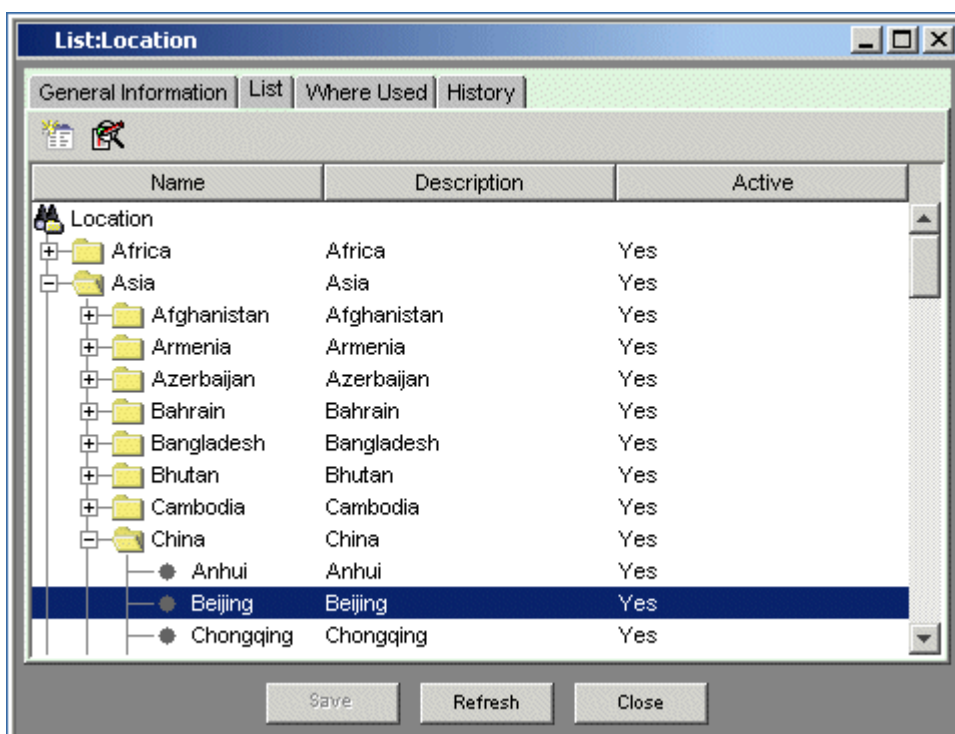 List:Location
General Information List Where Used History
Name Description Active
Location
Africa Africa Yes
Asia Asia Yes
Afghanistan Afghanistan Yes
Armenia Armenia Yes
Azerbaijan Azerbaijan Yes
Bahrain Bahrain Yes
Bangladesh Bangladesh Yes
Bhutan Bhutan Yes
Cambodia Cambodia Yes
China China Yes
Anhui Anhui Yes
Beijing Beijing Yes
Chongqing Chongqing Yes
Save Refresh Close